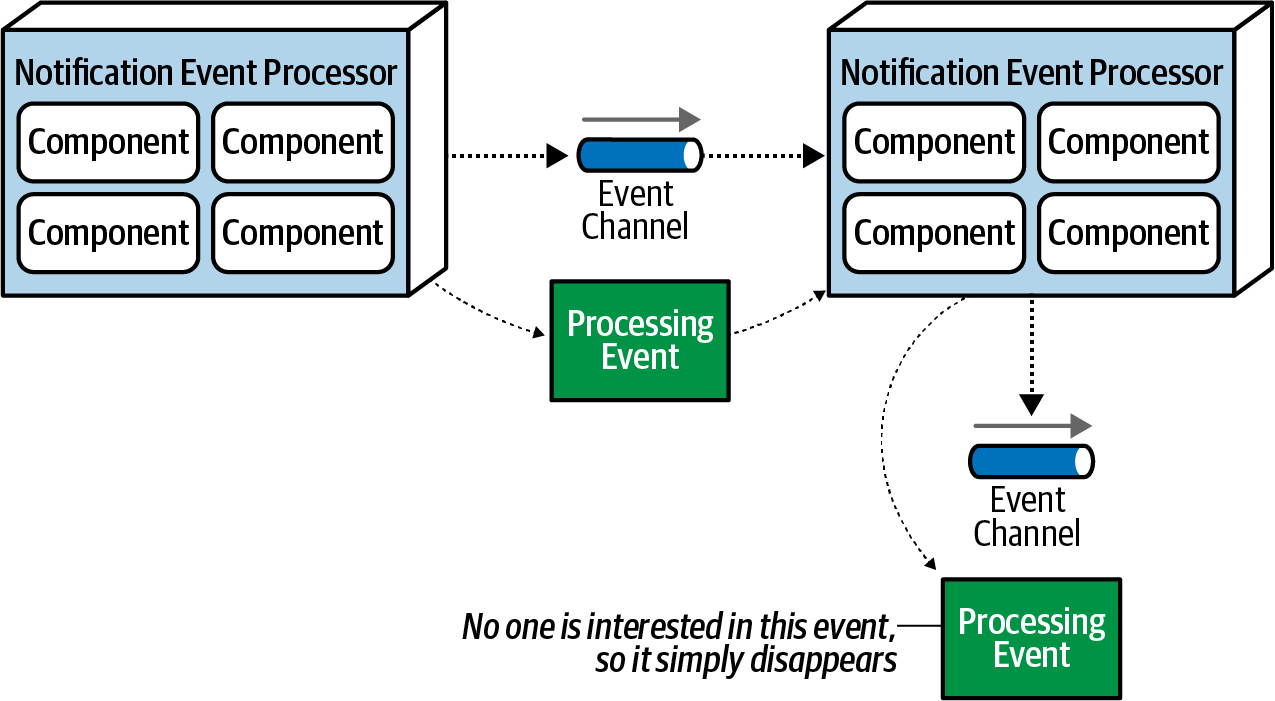 Notification Event Processor
Component Component
Component Component
Event
Channel
Processing
Event
Notification Event Processor
Component Component
Component Component
Event
Channel
No one is interested in this event,
so it simply disappears
Processing
Event